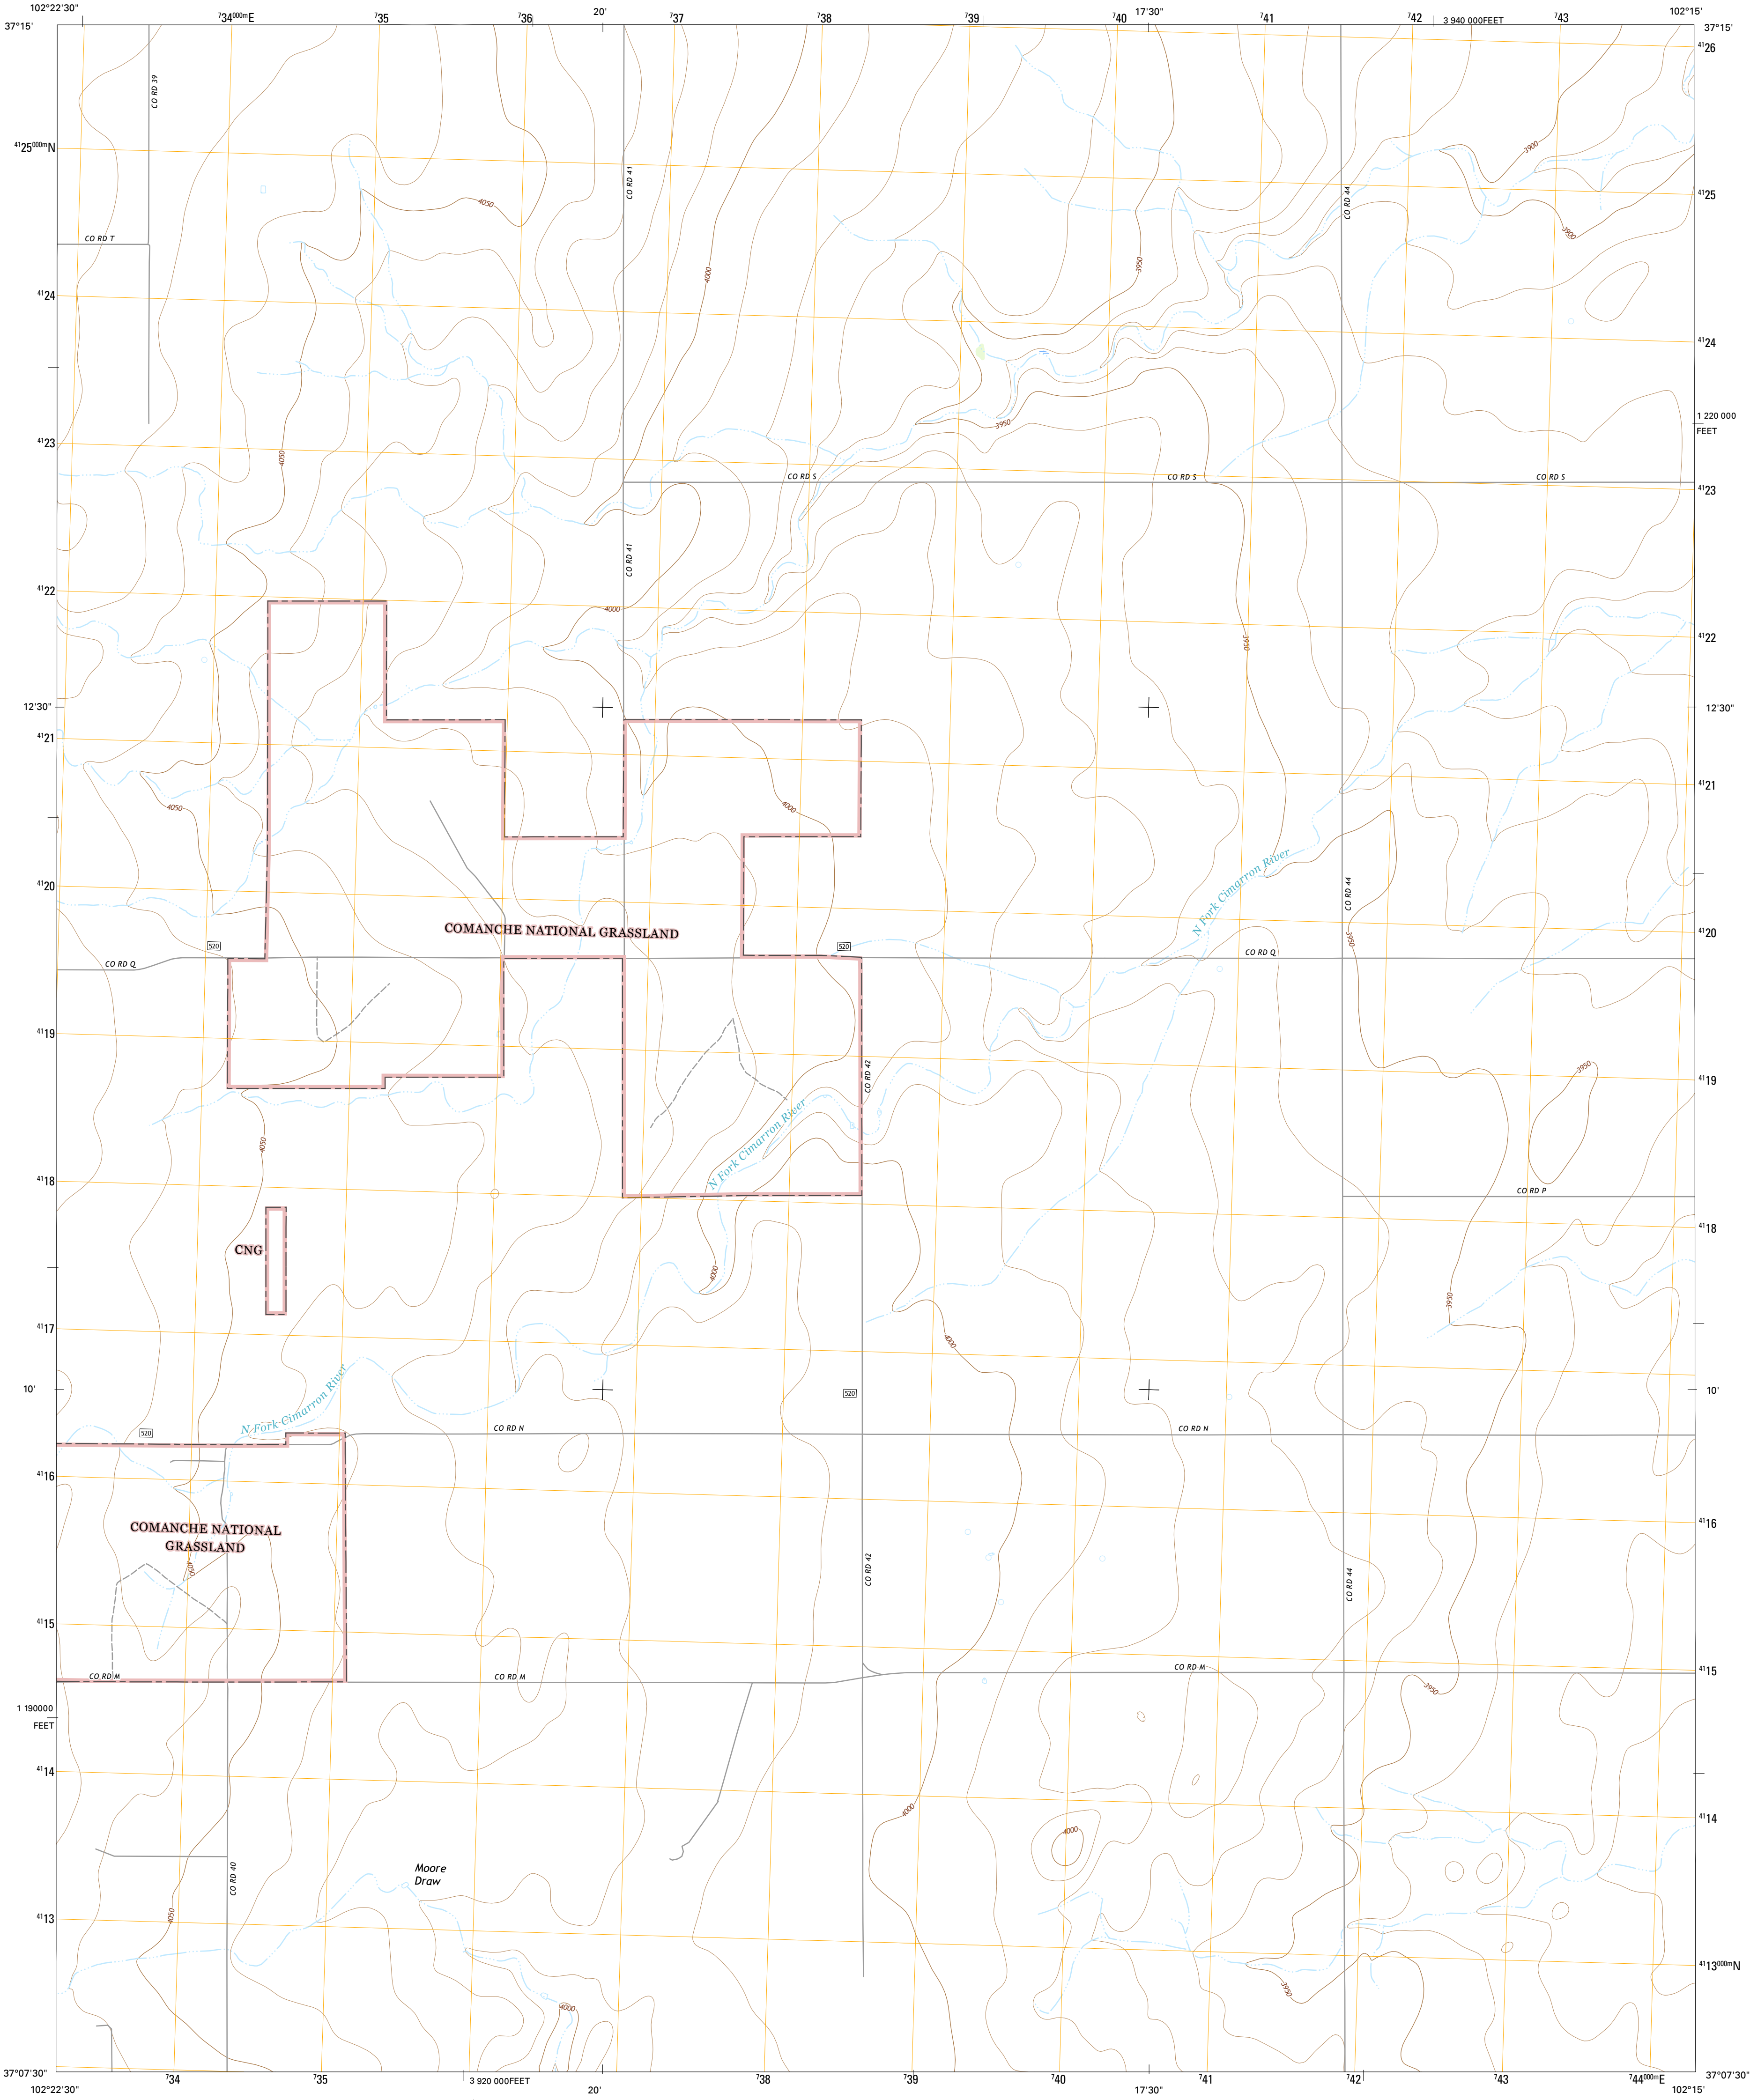 102°22'30"
⁷34⁰⁰⁰ᵐE
⁷35
⁷36
20'
⁷37
⁷38
⁷39
⁷40
17'30"
⁷41
⁷42
3 940 000FEET
⁷43
102°15'
37°15'
37°15'
⁴¹26
CO RD 39
⁴¹25⁰⁰⁰ᵐN
3900
CO RD 41
4050
⁴¹25
CO RD 44
3900
CO RD T
4000
3950
⁴¹24
⁴¹24
1 220 000
FEET
3950
⁴¹23
4050
CO RD S
CO RD S
CO RD S
⁴¹23
CO RD 41
⁴¹22
4000
⁴¹22
3950
12'30"
12'30"
⁴¹21
⁴¹21
4050
4000
N Fork Cimarron River
⁴¹20
CO RD 44
COMANCHE NATIONAL GRASSLAND
⁴¹20
3950
520
520
CO RD Q
CO RD Q
⁴¹19
CO RD 42
3950
⁴¹19
N Fork Cimarron River
4050
⁴¹18
CO RD P
⁴¹18
CNG
4000
3950
⁴¹17
4000
⁴¹17
10'
10'
N Fork Cimarron River
520
520
CO RD N
CO RD N
⁴¹16
COMANCHE NATIONAL
GRASSLAND
⁴¹16
4050
CO RD 42
CO RD 44
⁴¹15
CO RD M
CO RD M
CO RD M
⁴¹15
3950
1 190000
FEET
⁴¹14
4000
⁴¹14
4000
Moore
Draw
CO RD 40
4050
⁴¹13
⁴¹13⁰⁰⁰ᵐN
3950
4000
37°07'30"
37°07'30"
102°22'30"
⁷34
⁷35
3 920 000FEET
20'
⁷38
⁷39
⁷40
17'30"
⁷41
⁷42
⁷43
⁷44⁰⁰⁰ᵐE
102°15'